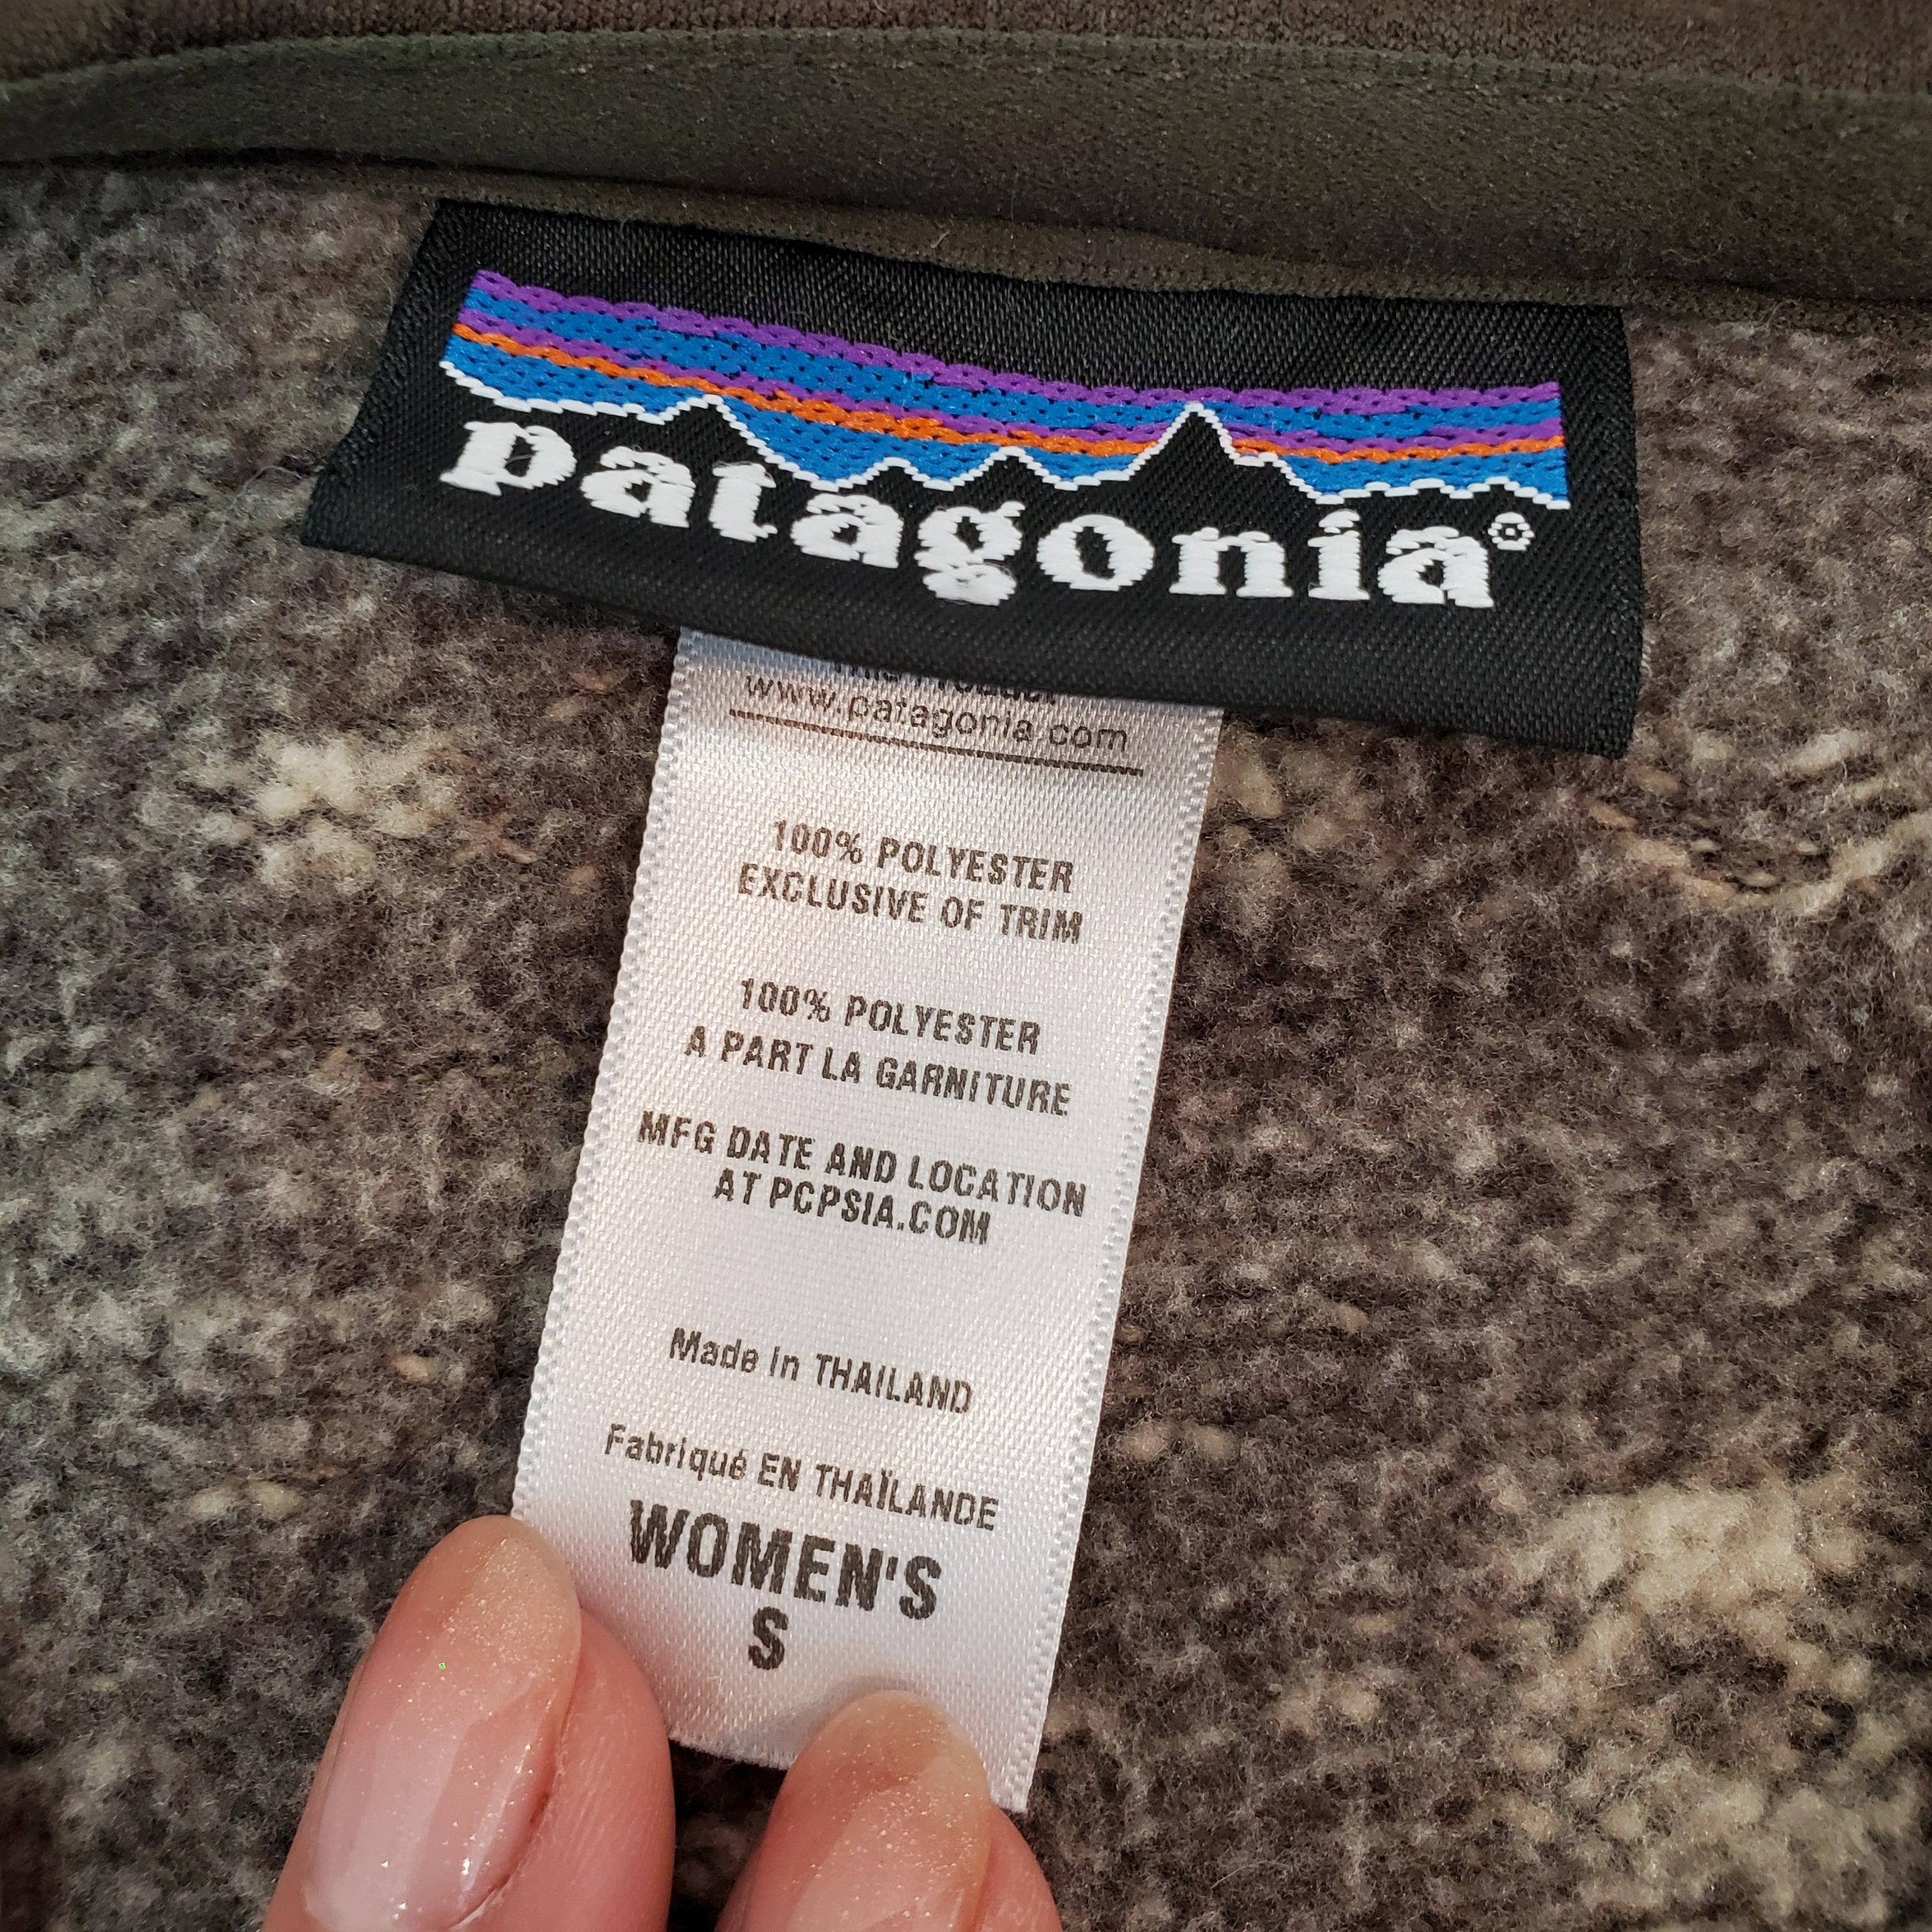 patagonia®
www.patagonia.com
100% POLYESTER
EXCLUSIVE OF TRIM
100% POLYESTER
A PART LA GARNITURE
MFG DATE AND LOCATION
AT PCPSIA.COM
Made in THAILAND
Fabriqué EN THAÏLANDE
WOMEN'S
S